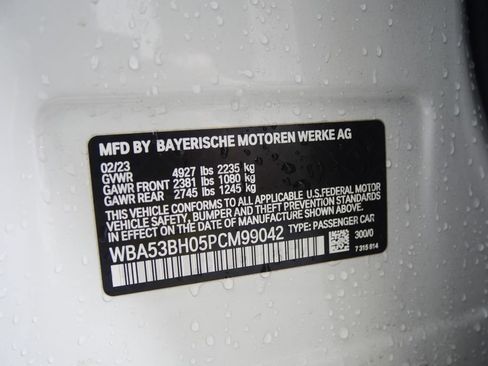 MFD BY BAYERISCHE MOTOREN WERKE AG
02/23
GVWR 4927 lbs 2235 kg
GAWR FRONT 2381 lbs 1080 kg
GAWR REAR 2745 lbs 1245 kg
THIS VEHICLE CONFORMS TO ALL APPLICABLE U.S.FEDERAL MOTOR
VEHICLE SAFETY, BUMPER AND THEFT PREVENTION STANDARDS
IN EFFECT ON THE DATE OF MANUFACTURE SHOWN ABOVE.
WBA53BH05PCM99042 TYPE: PASSENGER CAR
300/0
7 315 814